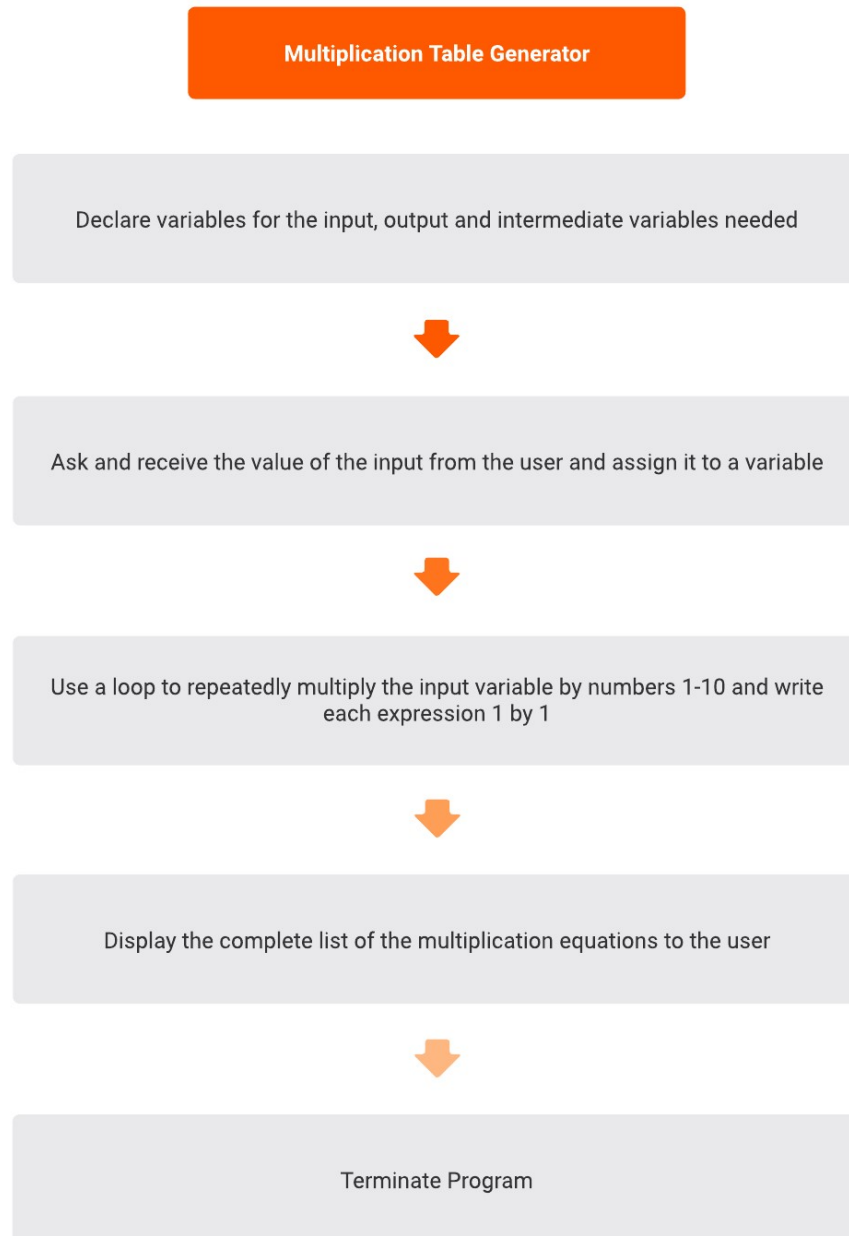 Multiplication Table Generator
Declare variables for the input, output and intermediate variables needed
Ask and receive the value of the input from the user and assign it to a variable
Use a loop to repeatedly multiply the input variable by numbers 1-10 and write
each expression 1 by 1
Display the complete list of the multiplication equations to the user
Terminate Program